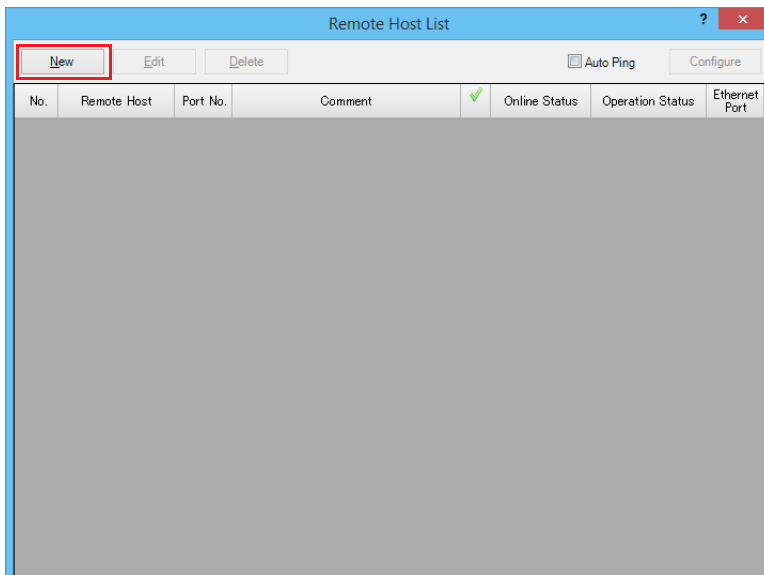 Remote Host List ?
New Edit Delete Auto Ping Configure
No. Remote Host Port No. Comment Online Status Operation Status Ethernet Port